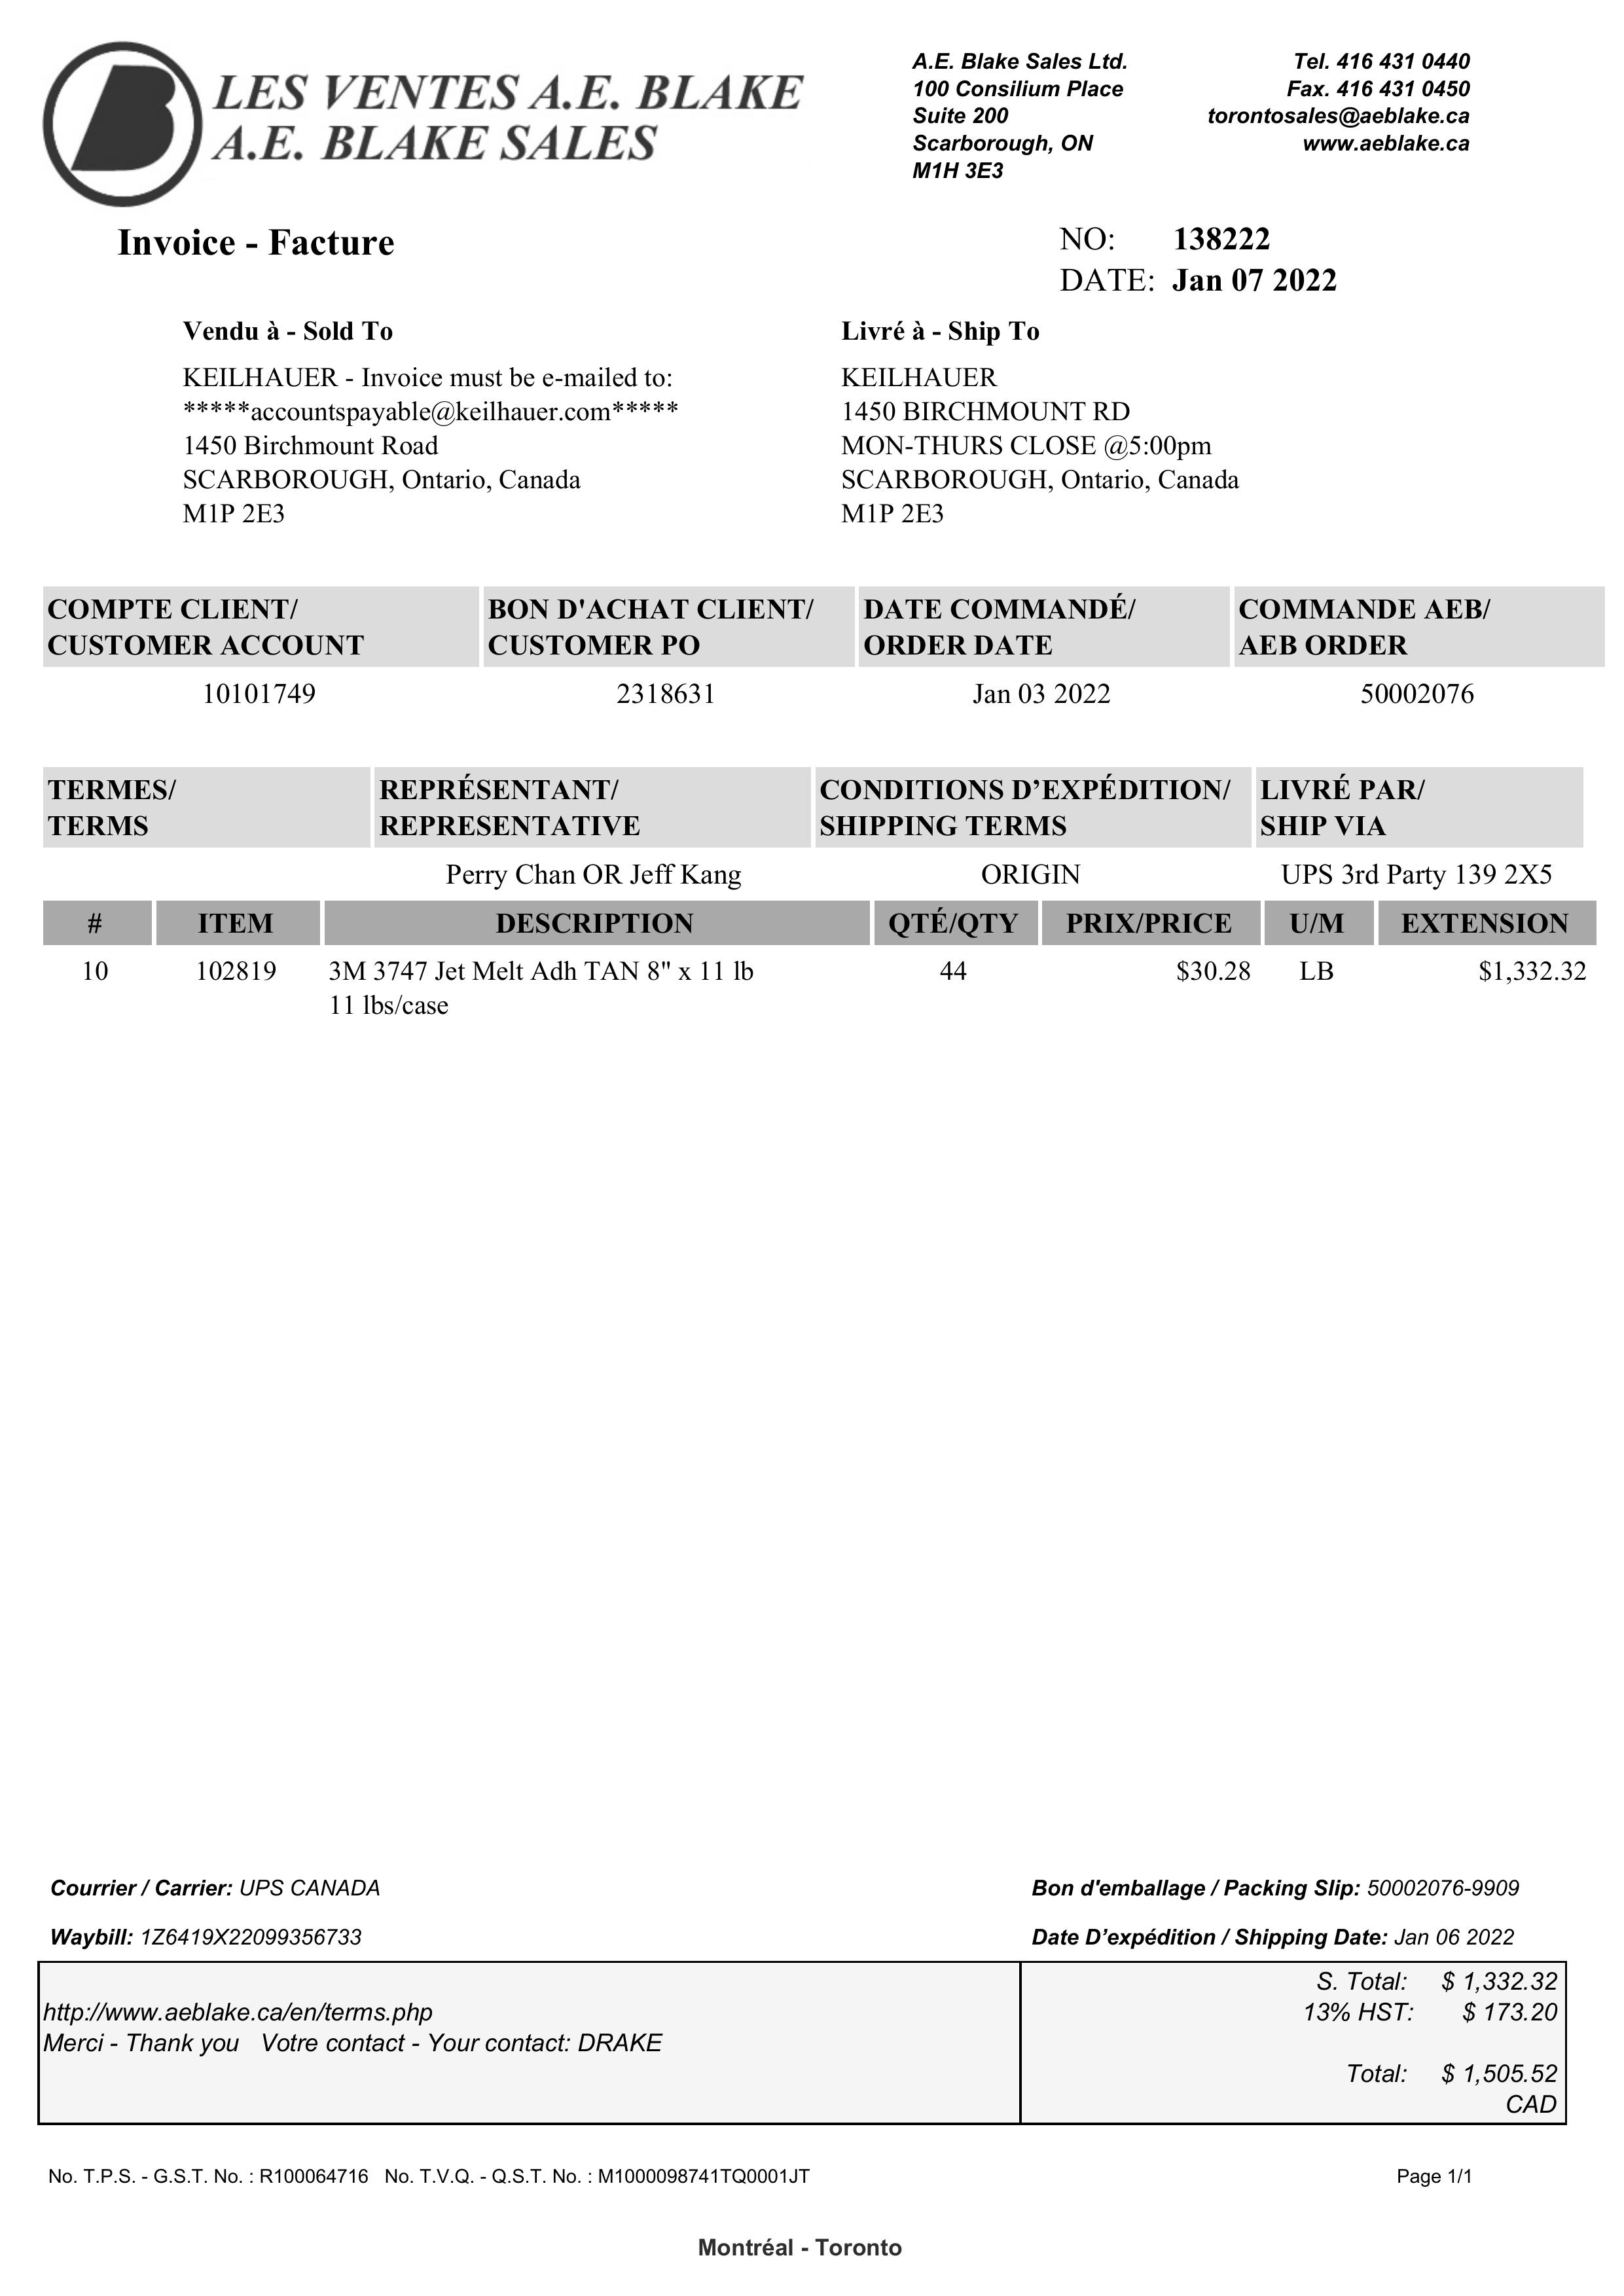 LES VENTES A.E. BLAKE
A.E. BLAKE SALES
A.E. Blake Sales Ltd.
100 Consilium Place
Suite 200
Scarborough, ON
M1H 3E3
Tel. 416 431 0440
Fax. 416 431 0450
torontosales@aeblake.ca
www.aeblake.ca
Invoice - Facture
NO: 138222
DATE: Jan 07 2022
Vendu à - Sold To
KEILHAUER - Invoice must be e-mailed to:
*****accountspayable@keilhauer.com*****
1450 Birchmount Road
SCARBOROUGH, Ontario, Canada
M1P 2E3
Livré à - Ship To
KEILHAUER
1450 BIRCHMOUNT RD
MON-THURS CLOSE @5:00pm
SCARBOROUGH, Ontario, Canada
M1P 2E3
COMPTE CLIENT/ BON D'ACHAT CLIENT/ DATE COMMANDÉ/ COMMANDE AEB/
CUSTOMER ACCOUNT CUSTOMER PO ORDER DATE AEB ORDER
10101749 2318631 Jan 03 2022 50002076
TERMES/ REPRÉSENTANT/ CONDITIONS D’EXPÉDITION/ LIVRÉ PAR/
TERMS REPRESENTATIVE SHIPPING TERMS SHIP VIA
Perry Chan OR Jeff Kang ORIGIN UPS 3rd Party 139 2X5
# ITEM DESCRIPTION QTÉ/QTY PRIX/PRICE U/M EXTENSION
10 102819 3M 3747 Jet Melt Adh TAN 8" x 11 lb 44 $30.28 LB $1,332.32
11 lbs/case
Courrier / Carrier: UPS CANADA
Bon d'emballage / Packing Slip: 50002076-9909
Waybill: 1Z6419X22099356733
Date D’expédition / Shipping Date: Jan 06 2022
http://www.aeblake.ca/en/terms.php
Merci - Thank you Votre contact - Your contact: DRAKE
S. Total: $ 1,332.32
13% HST: $ 173.20
Total: $ 1,505.52
CAD
No. T.P.S. - G.S.T. No. : R100064716 No. T.V.Q. - Q.S.T. No. : M1000098741TQ0001JT
Page 1/1
Montréal - Toronto